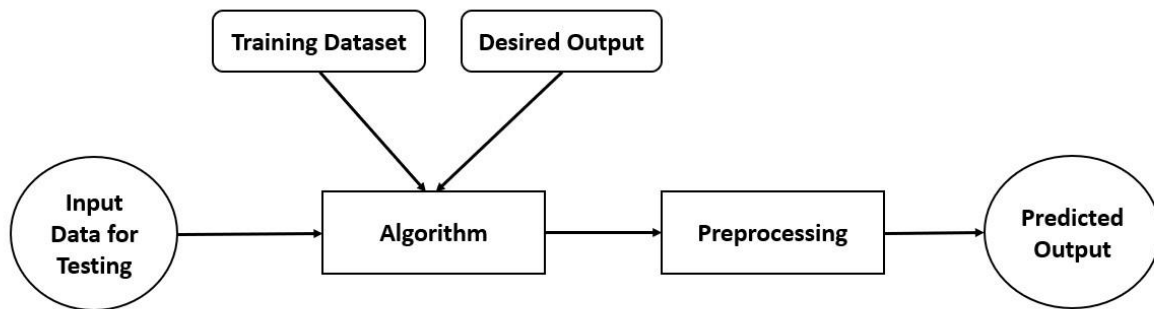 Training Dataset
Desired Output
Input
Data for
Testing
Algorithm
Preprocessing
Predicted
Output